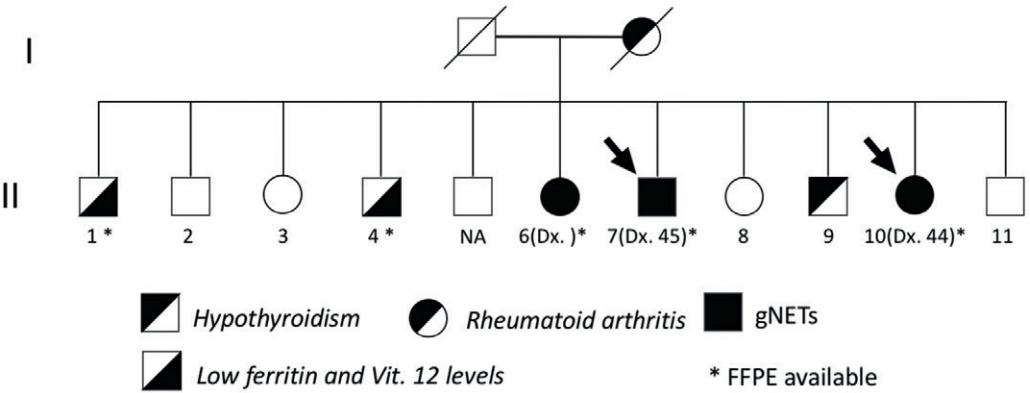 I
II
1 * 2 3 4 * NA 6(Dx. )* 7(Dx. 45)* 8 9 10(Dx. 44)* 11
Hypothyroidism Rheumatoid arthritis gNETs
Low ferritin and Vit. 12 levels * FFPE available